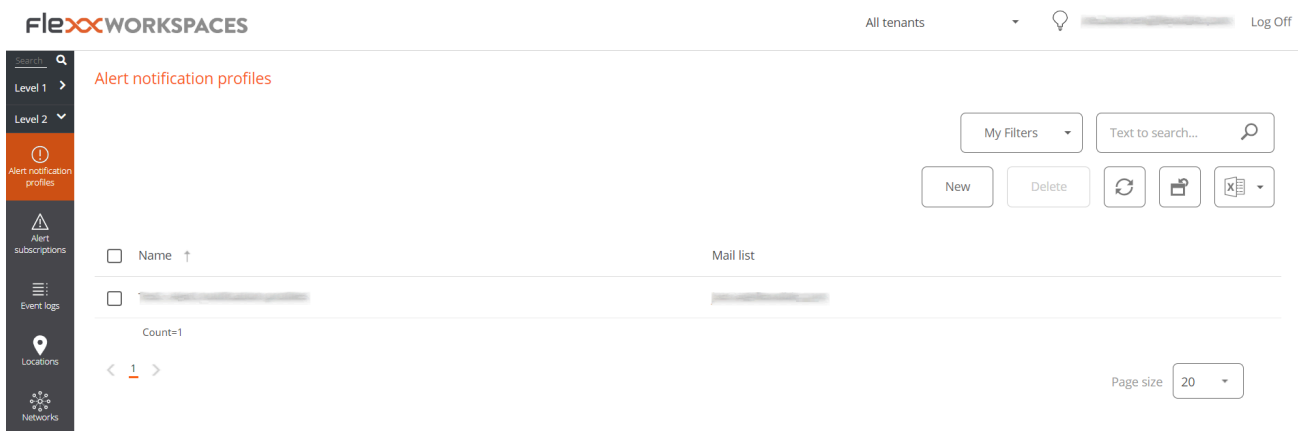 FlexxWORKSPACES
All tenants
Log Off
Search
Level 1
Level 2
Alert notification
profiles
Alert
subscriptions
Event logs
Locations
Networks
Alert notification profiles
My Filters
Text to search...
New
Delete
Name ↑
Mail list
Count=1
1
Page size
20